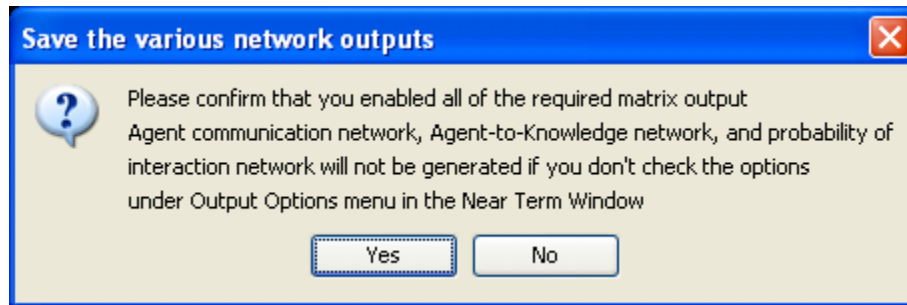 Save the various network outputs
Please confirm that you enabled all of the required matrix output
Agent communication network, Agent-to-Knowledge network, and probability of
interaction network will not be generated if you don't check the options
under Output Options menu in the Near Term Window
Yes
No